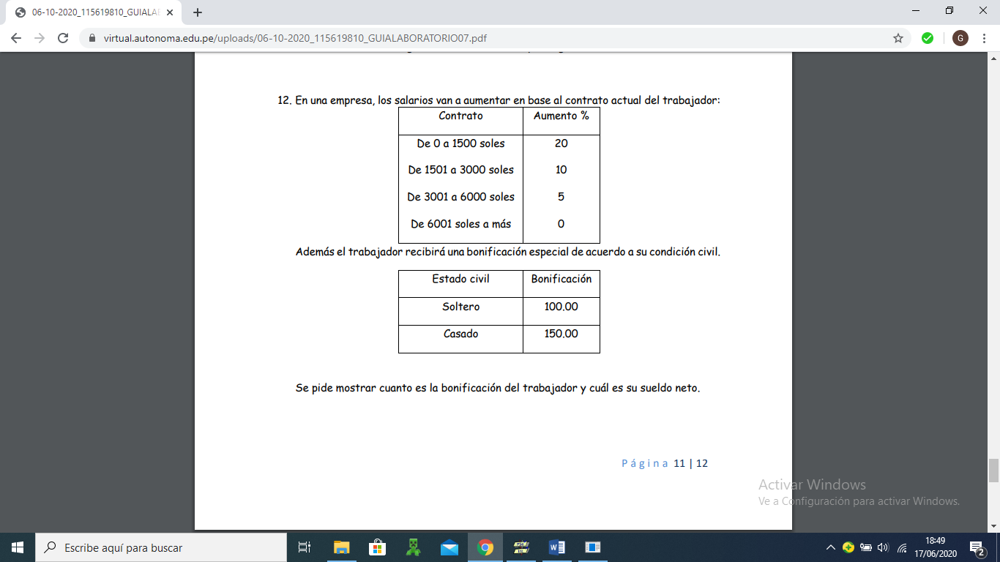 06-10-2020_115619810_GUIALAB
virtual.autonoma.edu.pe/uploads/06-10-2020_115619810_GUIALABORATORIO07.pdf
G
12. En una empresa, los salarios van a aumentar en base al contrato actual del trabajador:
Contrato Aumento %
De 0 a 1500 soles 20
De 1501 a 3000 soles 10
De 3001 a 6000 soles 5
De 6001 soles a más 0
Además el trabajador recibirá una bonificación especial de acuerdo a su condición civil.
Estado civil Bonificación
Soltero 100.00
Casado 150.00
Se pide mostrar cuanto es la bonificación del trabajador y cuál es su sueldo neto.
Página 11 | 12
Activar Windows
Ve a Configuración para activar Windows.
Escribe aquí para buscar
18:49
17/06/2020
2